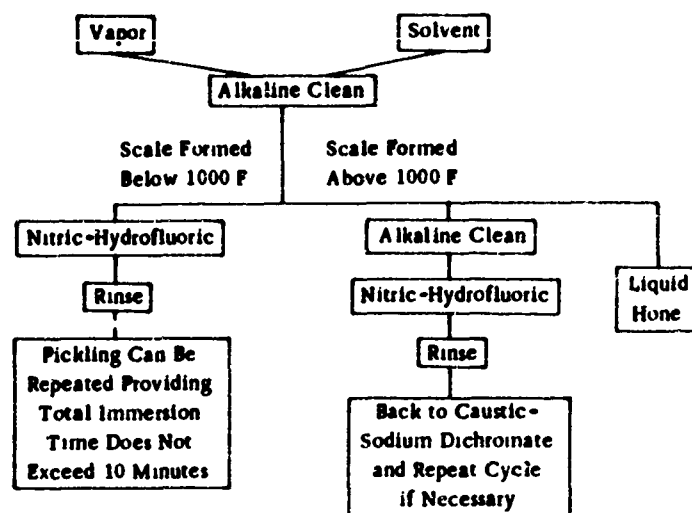 Vapor
Solvent
Alkaline Clean
Scale Formed
Below 1000 F
Scale Formed
Above 1000 F
Nitric-Hydrofluoric
Rinse
Pickling Can Be
Repeated Providing
Total Immersion
Time Does Not
Exceed 10 Minutes
Alkaline Clean
Nitric-Hydrofluoric
Rinse
Back to Caustic-
Sodium Dichromate
and Repeat Cycle
if Necessary
Liquid
Hone